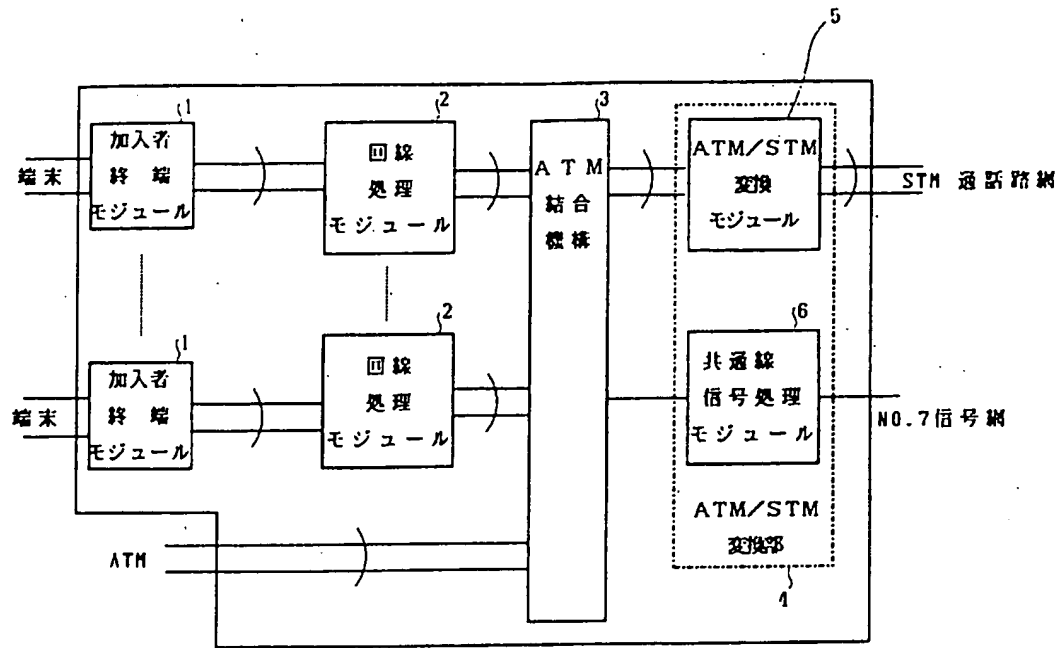 5
1
加入者
終端
モジュール
端末
2
回線
処理
モジュール
3
ATM
結合
機構
ATM/STM
変換
モジュール
STM 通話路網
1
加入者
終端
モジュール
端末
2
回線
処理
モジュール
6
共通線
信号処理
モジュール
NO.7信号網
ATM/STM
変換部
4
ATM